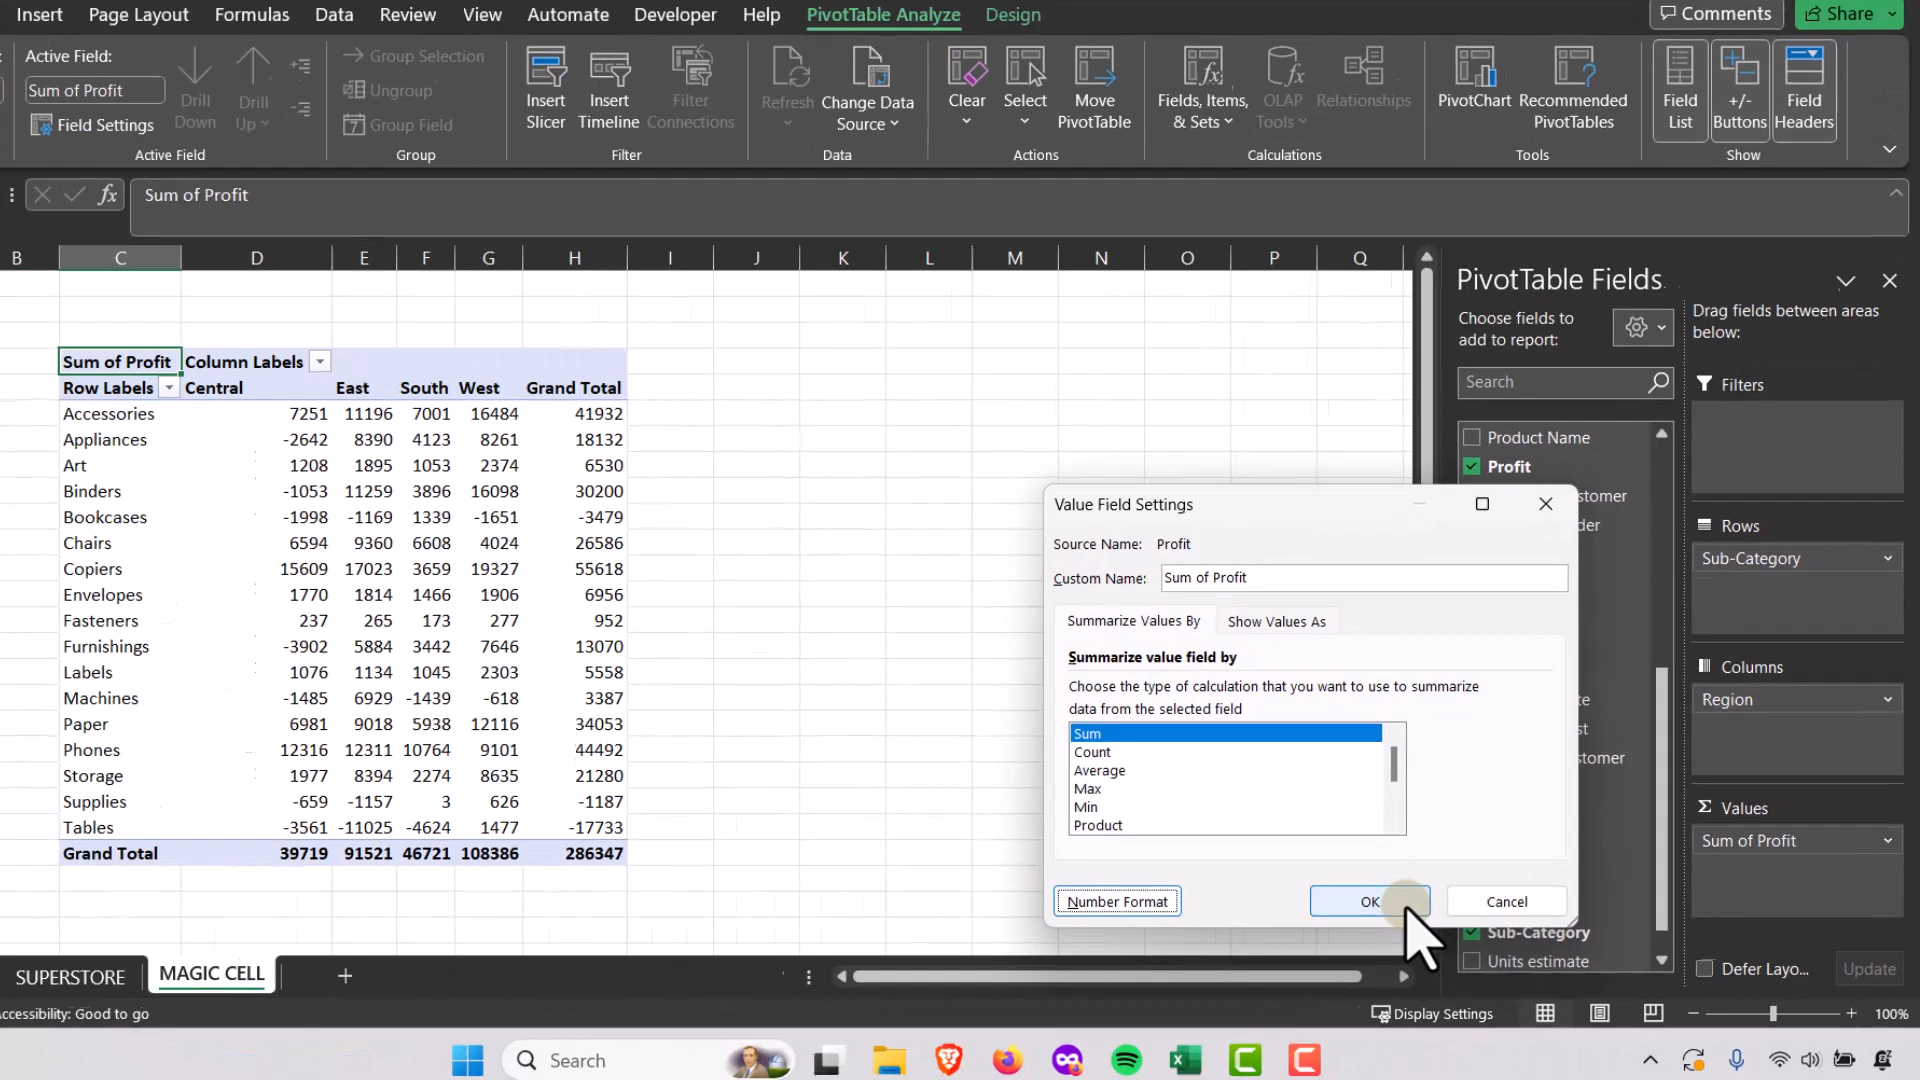 Insert Page Layout Formulas Data Review View Automate Developer Help PivotTable Analyze Design Comments Share
Active Field:
Sum of Profit
Field Settings
Drill Down
Drill Up
Active Field
Group Selection
Ungroup
Group Field
Group
Insert Slicer
Insert Timeline
Filter Connections
Filter
Refresh
Change Data Source
Data
Clear
Select
Move PivotTable
Actions
Fields, Items, & Sets
OLAP Tools
Relationships
Calculations
PivotChart
Recommended PivotTables
Tools
Field List
+/- Buttons
Field Headers
Show
fx Sum of Profit
B C D E F G H I J K L M N O P Q
Sum of Profit Column Labels
Row Labels Central East South West Grand Total
Accessories 7251 11196 7001 16484 41932
Appliances -2642 8390 4123 8261 18132
Art 1208 1895 1053 2374 6530
Binders -1053 11259 3896 16098 30200
Bookcases -1998 -1169 1339 -1651 -3479
Chairs 6594 9360 6608 4024 26586
Copiers 15609 17023 3659 19327 55618
Envelopes 1770 1814 1466 1906 6956
Fasteners 237 265 173 277 952
Furnishings -3902 5884 3442 7646 13070
Labels 1076 1134 1045 2303 5558
Machines -1485 6929 -1439 -618 3387
Paper 6981 9018 5938 12116 34053
Phones 12316 12311 10764 9101 44492
Storage 1977 8394 2274 8635 21280
Supplies -659 -1157 3 626 -1187
Tables -3561 -11025 -4624 1477 -17733
Grand Total 39719 91521 46721 108386 286347
Value Field Settings
Source Name: Profit
Custom Name: Sum of Profit
Summarize Values By Show Values As
Summarize value field by
Choose the type of calculation that you want to use to summarize
data from the selected field
Sum
Count
Average
Max
Min
Product
Number Format OK Cancel
PivotTable Fields
Choose fields to
add to report:
Search
Product Name
Profit
stomer
der
te
st
stomer
Sub-Category
Units estimate
Drag fields between areas
below:
Filters
Rows
Sub-Category
Columns
Region
Σ Values
Sum of Profit
Defer Layo... Update
SUPERSTORE MAGIC CELL +
ccessibility: Good to go Display Settings 100%
Search